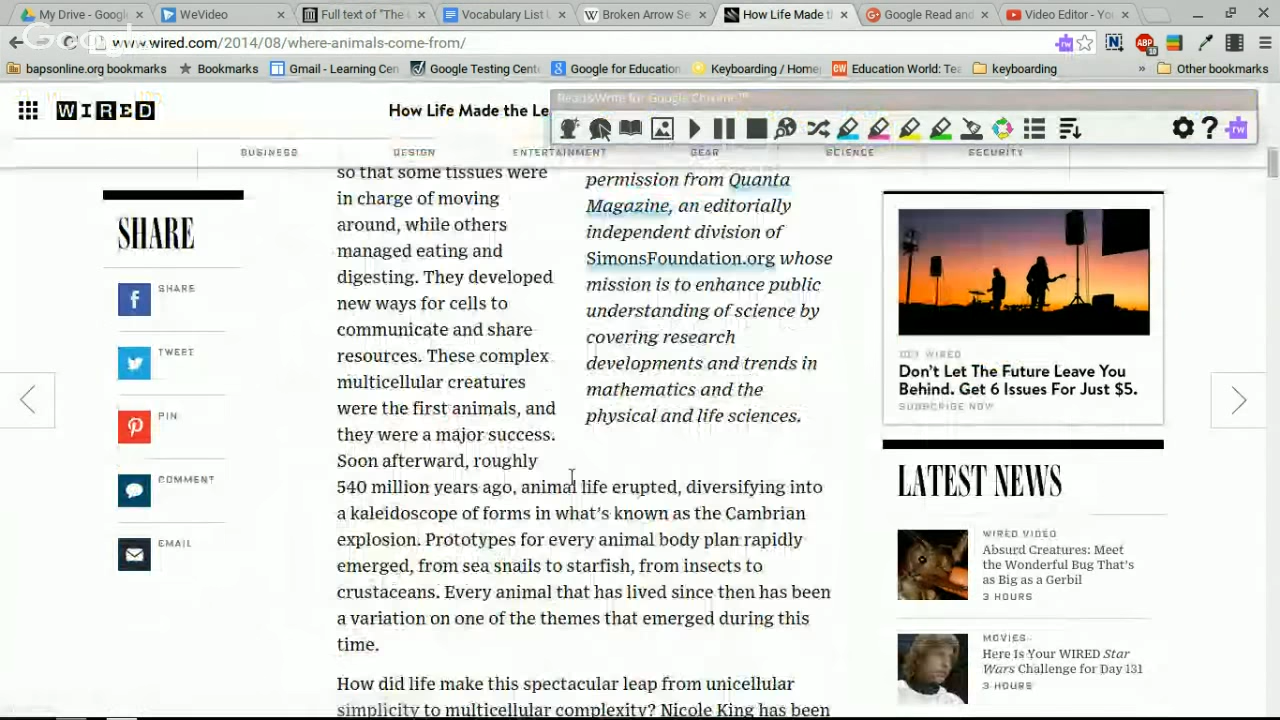 My Drive - Google
WeVideo
Full text of "The
Vocabulary List
Broken Arrow Se
How Life Made th
Google Read and
Video Editor - You
www.wired.com/2014/08/where-animals-come-from/
bapsonline.org bookmarks
Bookmarks
Gmail - Learning Cen
Google Testing Cente
Google for Education
Keyboarding / Home
Education World: Tea
keyboarding
»
Other bookmarks
WIRED
How Life Made the Le
Read&Write for Google Chrome™
BUSINESS
DESIGN
ENTERTAINMENT
GEAR
SCIENCE
SECURITY
SHARE
SHARE
TWEET
PIN
COMMENT
EMAIL
so that some tissues were
in charge of moving
around, while others
managed eating and
digesting. They developed
new ways for cells to
communicate and share
resources. These complex
multicellular creatures
were the first animals, and
they were a major success.
Soon afterward, roughly
540 million years ago, animal life erupted, diversifying into
a kaleidoscope of forms in what's known as the Cambrian
explosion. Prototypes for every animal body plan rapidly
emerged, from sea snails to starfish, from insects to
crustaceans. Every animal that has lived since then has been
a variation on one of the themes that emerged during this
time.
How did life make this spectacular leap from unicellular
simplicity to multicellular complexity? Nicole King has been
permission from Quanta
Magazine, an editorially
independent division of
SimonsFoundation.org whose
mission is to enhance public
understanding of science by
covering research
developments and trends in
mathematics and the
physical and life sciences.
GET WIRED
Don't Let The Future Leave You
Behind. Get 6 Issues For Just $5.
SUBSCRIBE NOW
LATEST NEWS
WIRED VIDEO
Absurd Creatures: Meet
the Wonderful Bug That's
as Big as a Gerbil
3 HOURS
MOVIES
Here Is Your WIRED Star
Wars Challenge for Day 131
3 HOURS